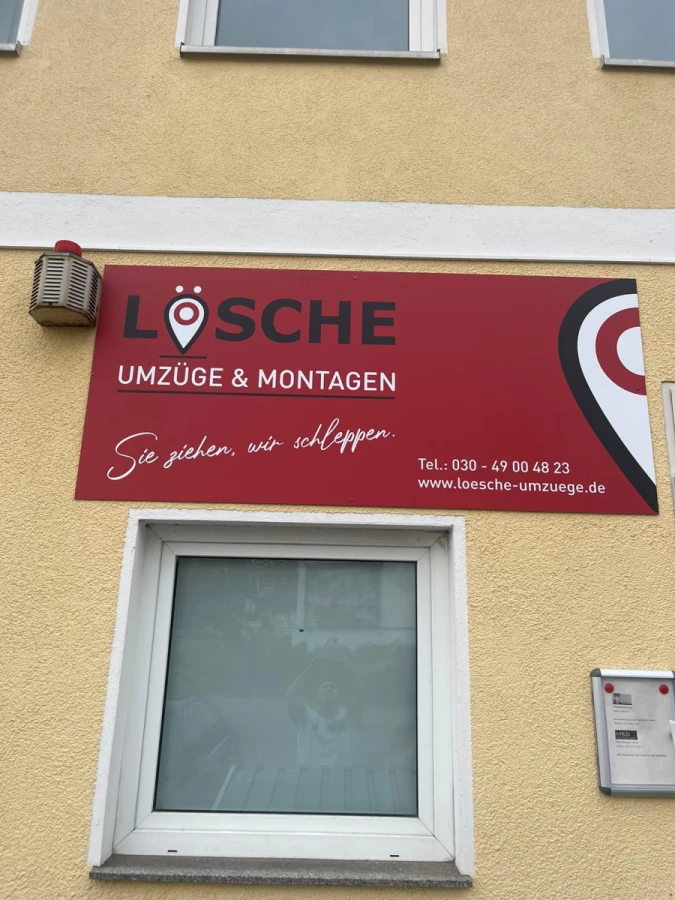 LÖSCHE
UMZÜGE & MONTAGEN
Sie ziehen, wir schleppen.
Tel.: 030 - 49 00 48 23
www.loesche-umzuege.de